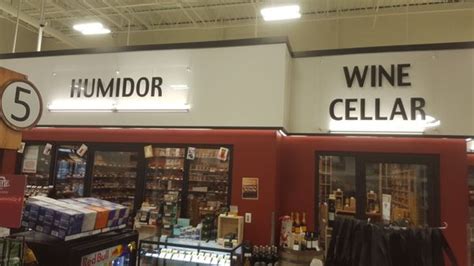 5
HUMIDOR
WINE
CELLAR
Red Bull